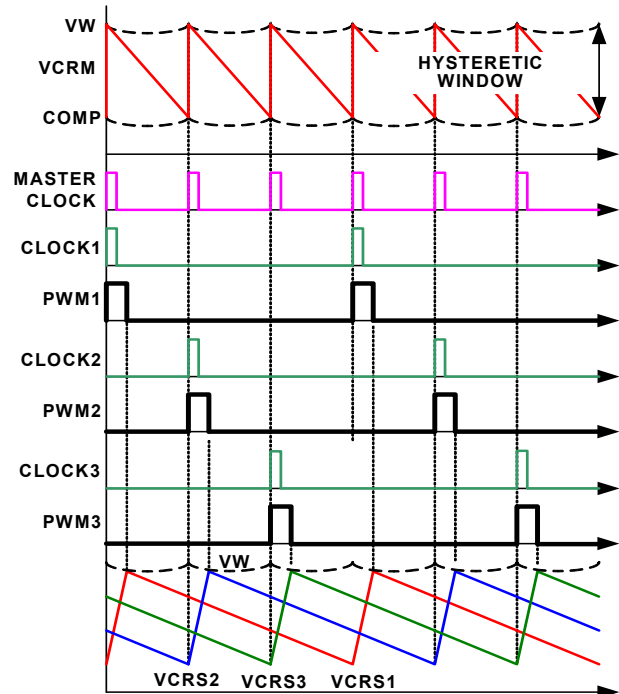 VW
VCRM
HYSTERETIC
WINDOW
COMP
MASTER
CLOCK
CLOCK1
PWM1
CLOCK2
PWM2
CLOCK3
PWM3
VW
VCRS2 VCRS3 VCRS1